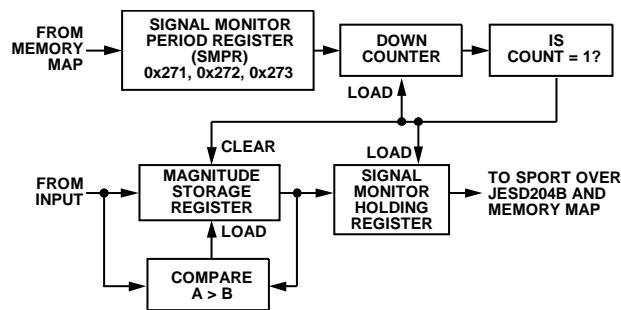 FROM
MEMORY
MAP
SIGNAL MONITOR
PERIOD REGISTER
(SMPR)
0x271, 0x272, 0x273
DOWN
COUNTER
IS
COUNT = 1?
LOAD
CLEAR
LOAD
FROM
INPUT
MAGNITUDE
STORAGE
REGISTER
SIGNAL
MONITOR
HOLDING
REGISTER
TO SPORT OVER
JESD204B AND
MEMORY MAP
LOAD
COMPARE
A > B